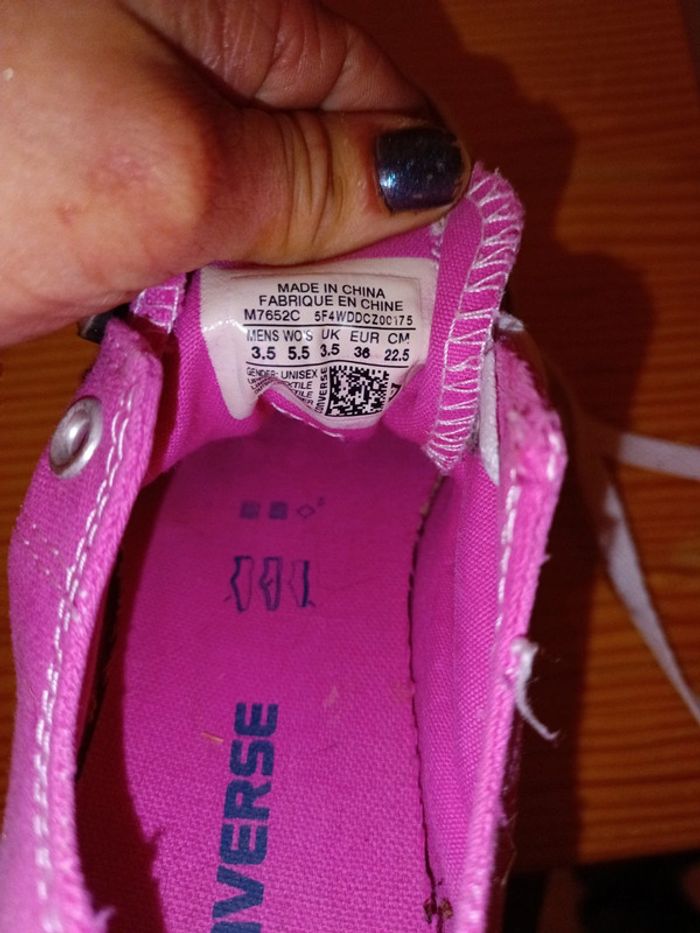 MADE IN CHINA
FABRIQUE EN CHINE
M7652C 5F4WDDCZ0C175
MENS WO'S UK EUR CM
3.5 5.5 3.5 36 22.5
GENDER: UNISEX
CONVERSE
VERSE